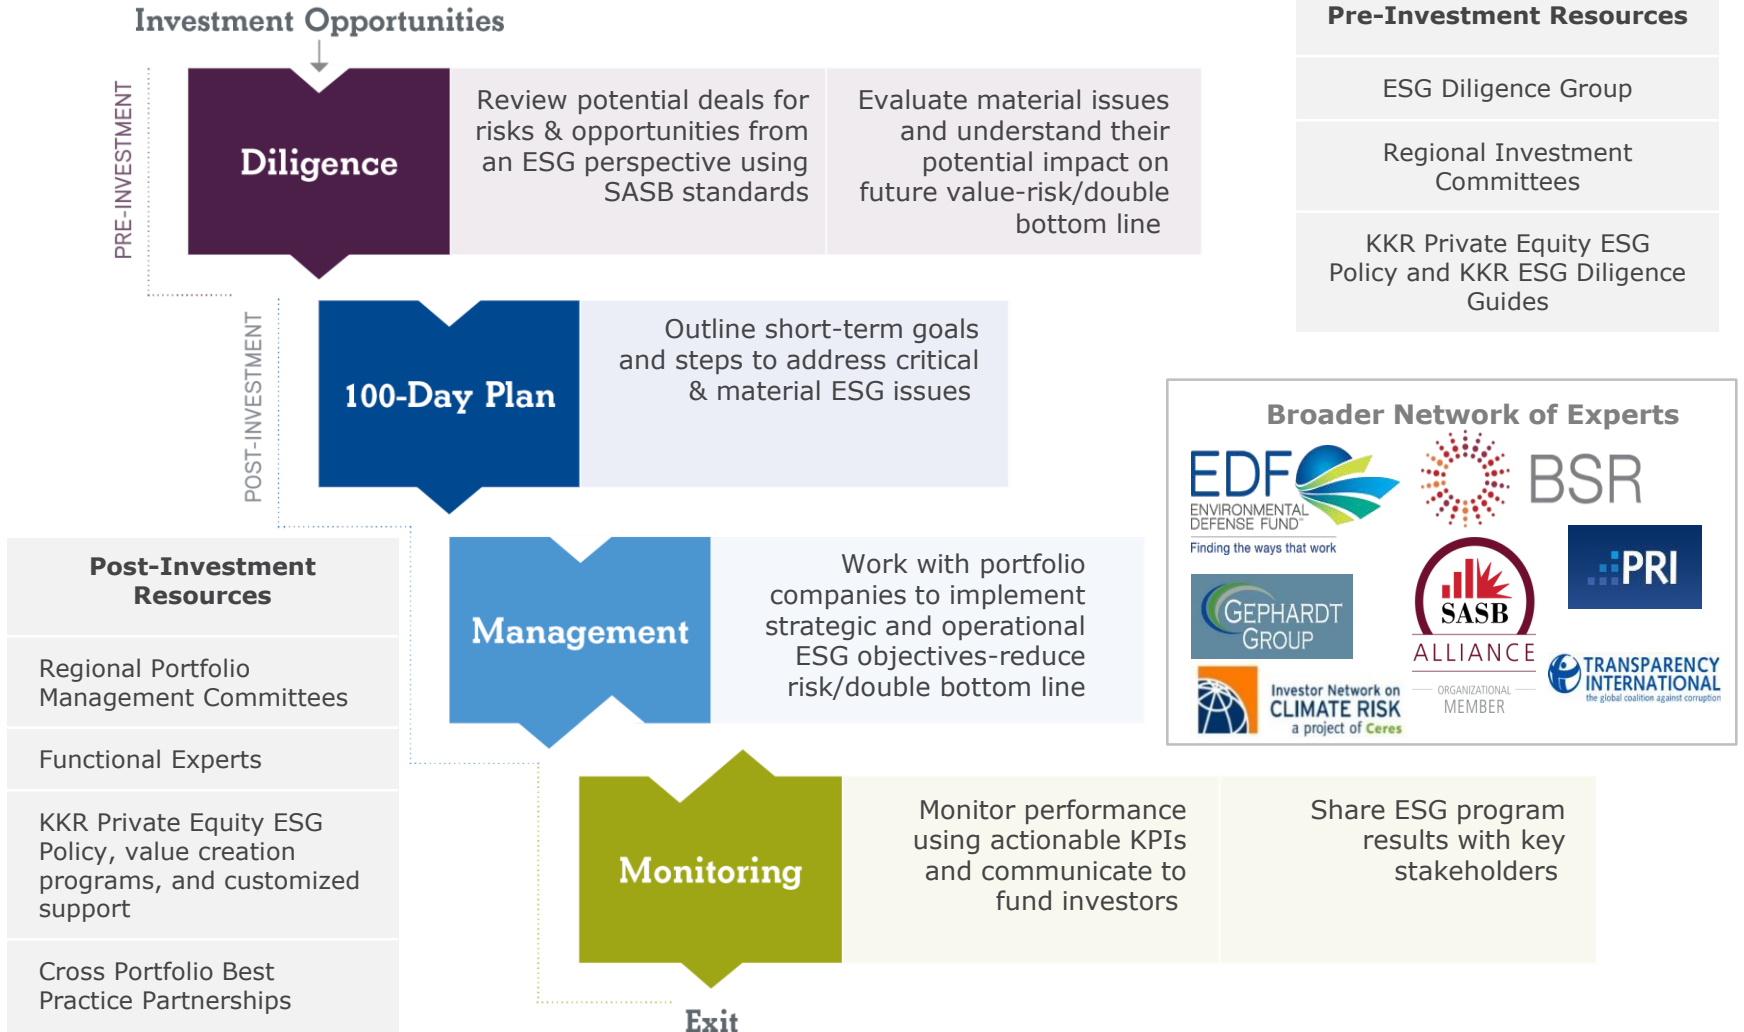 Investment Opportunities
PRE-INVESTMENT
Diligence
Review potential deals for
risks & opportunities from
an ESG perspective using
SASB standards
Evaluate material issues
and understand their
potential impact on
future value-risk/double
bottom line
Pre-Investment Resources
ESG Diligence Group
Regional Investment
Committees
KKR Private Equity ESG
Policy and KKR ESG Diligence
Guides
POST-INVESTMENT
100-Day Plan
Outline short-term goals
and steps to address critical
& material ESG issues
Broader Network of Experts
EDF
ENVIRONMENTAL
DEFENSE FUND™
Finding the ways that work
BSR
GEPHARDT
GROUP
SASB
ALLIANCE
ORGANIZATIONAL
MEMBER
PRI
Investor Network on
CLIMATE RISK
a project of Ceres
TRANSPARENCY
INTERNATIONAL
the global coalition against corruption
Post-Investment
Resources
Regional Portfolio
Management Committees
Functional Experts
KKR Private Equity ESG
Policy, value creation
programs, and customized
support
Cross Portfolio Best
Practice Partnerships
Management
Work with portfolio
companies to implement
strategic and operational
ESG objectives-reduce
risk/double bottom line
Monitoring
Monitor performance
using actionable KPIs
and communicate to
fund investors
Share ESG program
results with key
stakeholders
Exit